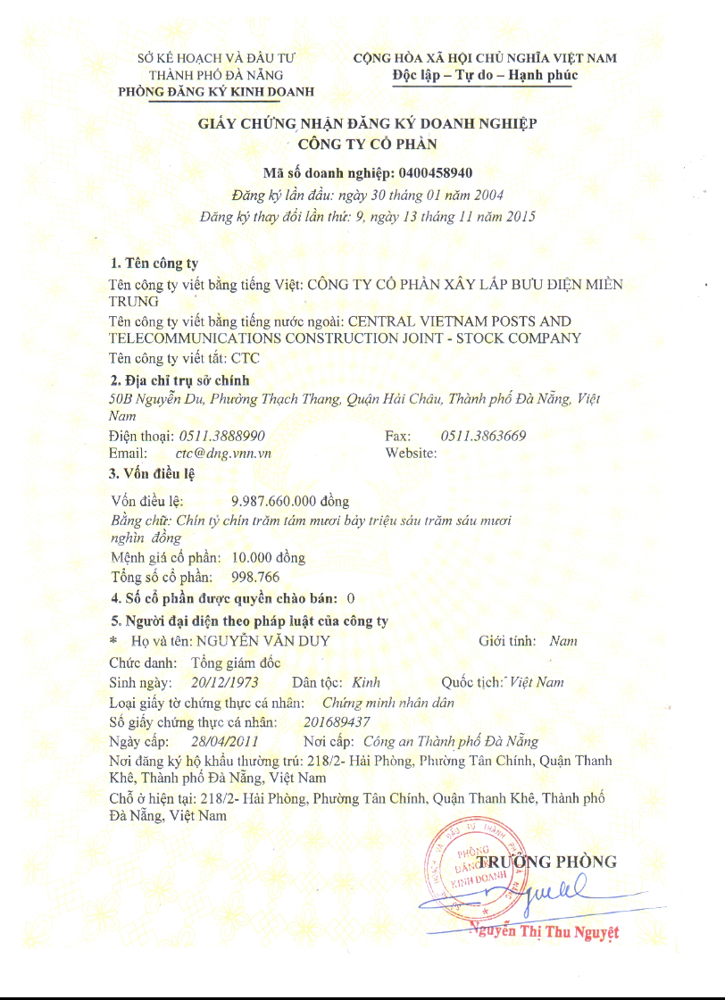 SỞ KẾ HOẠCH VÀ ĐẦU TƯ
THÀNH PHỐ ĐÀ NẴNG
PHÒNG ĐĂNG KÝ KINH DOANH
CỘNG HÒA XÃ HỘI CHỦ NGHĨA VIỆT NAM
Độc lập – Tự do – Hạnh phúc
GIẤY CHỨNG NHẬN ĐĂNG KÝ DOANH NGHIỆP
CÔNG TY CỔ PHẦN
Mã số doanh nghiệp: 0400458940
Đăng ký lần đầu: ngày 30 tháng 01 năm 2004
Đăng ký thay đổi lần thứ: 9, ngày 13 tháng 11 năm 2015
1. Tên công ty
Tên công ty viết bằng tiếng Việt: CÔNG TY CỔ PHẦN XÂY LẮP BƯU ĐIỆN MIỀN
TRUNG
Tên công ty viết bằng tiếng nước ngoài: CENTRAL VIETNAM POSTS AND
TELECOMMUNICATIONS CONSTRUCTION JOINT - STOCK COMPANY
Tên công ty viết tắt: CTC
2. Địa chỉ trụ sở chính
50B Nguyễn Du, Phường Thạch Thang, Quận Hải Châu, Thành phố Đà Nẵng, Việt
Nam
Điện thoại: 0511.3888990 Fax: 0511.3863669
Email: ctc@dng.vnn.vn Website:
3. Vốn điều lệ
Vốn điều lệ: 9.987.660.000 đồng
Bằng chữ: Chín tỷ chín trăm tám mươi bảy triệu sáu trăm sáu mươi
nghìn đồng
Mệnh giá cổ phần: 10.000 đồng
Tổng số cổ phần: 998.766
4. Số cổ phần được quyền chào bán: 0
5. Người đại diện theo pháp luật của công ty
* Họ và tên: NGUYỄN VĂN DUY Giới tính: Nam
Chức danh: Tổng giám đốc
Sinh ngày: 20/12/1973 Dân tộc: Kinh Quốc tịch: Việt Nam
Loại giấy tờ chứng thực cá nhân: Chứng minh nhân dân
Số giấy chứng thực cá nhân: 201689437
Ngày cấp: 28/04/2011 Nơi cấp: Công an Thành phố Đà Nẵng
Nơi đăng ký hộ khẩu thường trú: 218/2- Hải Phòng, Phường Tân Chính, Quận Thanh
Khê, Thành phố Đà Nẵng, Việt Nam
Chỗ ở hiện tại: 218/2- Hải Phòng, Phường Tân Chính, Quận Thanh Khê, Thành phố
Đà Nẵng, Việt Nam
TRƯỞNG PHÒNG
PHÒNG
ĐĂNG KÝ
KINH DOANH
Nguyễn Thị Thu Nguyệt